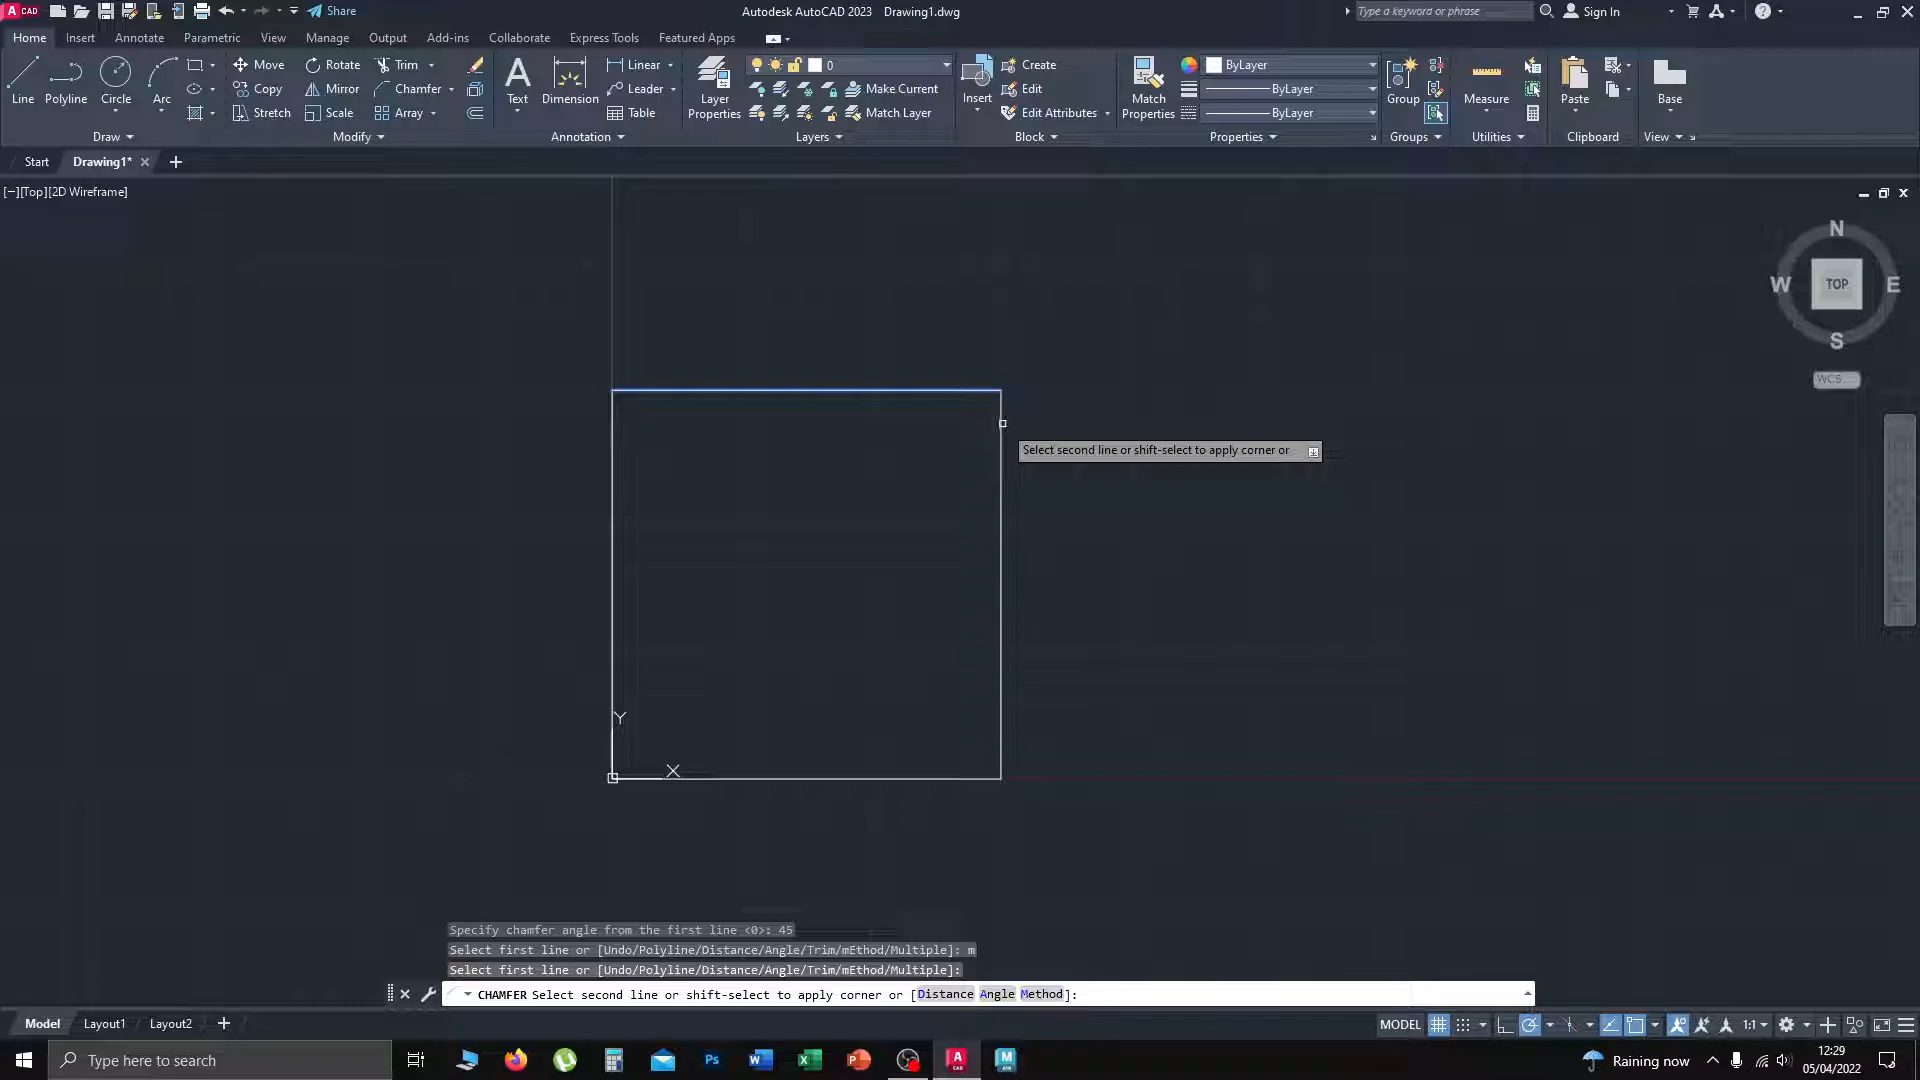 A CAD
Share
Autodesk AutoCAD 2023 Drawing1.dwg
Type a keyword or phrase
Sign In
Home Insert Annotate Parametric View Manage Output Add-ins Collaborate Express Tools Featured Apps
Line Polyline Circle Arc
Move Rotate Trim
Copy Mirror Chamfer
Stretch Scale Array
Text Dimension
Linear
Leader
Table
Layer Properties
0
Make Current
Match Layer
Insert
Create
Edit
Edit Attributes
Match Properties
ByLayer
ByLayer
ByLayer
Group
Measure
Paste
Base
Draw Modify Annotation Layers Block Properties Groups Utilities Clipboard View
Start Drawing1*
[−][Top][2D Wireframe]
N
W TOP E
S
WCS
Select second line or shift-select to apply corner or
Y
X
Specify chamfer angle from the first line <0>: 45
Select first line or [Undo/Polyline/Distance/Angle/Trim/mEthod/Multiple]: m
Select first line or [Undo/Polyline/Distance/Angle/Trim/mEthod/Multiple]:
CHAMFER Select second line or shift-select to apply corner or [Distance Angle Method]:
Model Layout1 Layout2
MODEL 1:1
Type here to search
Ps W X P A CAD M
Raining now
12:29
05/04/2022